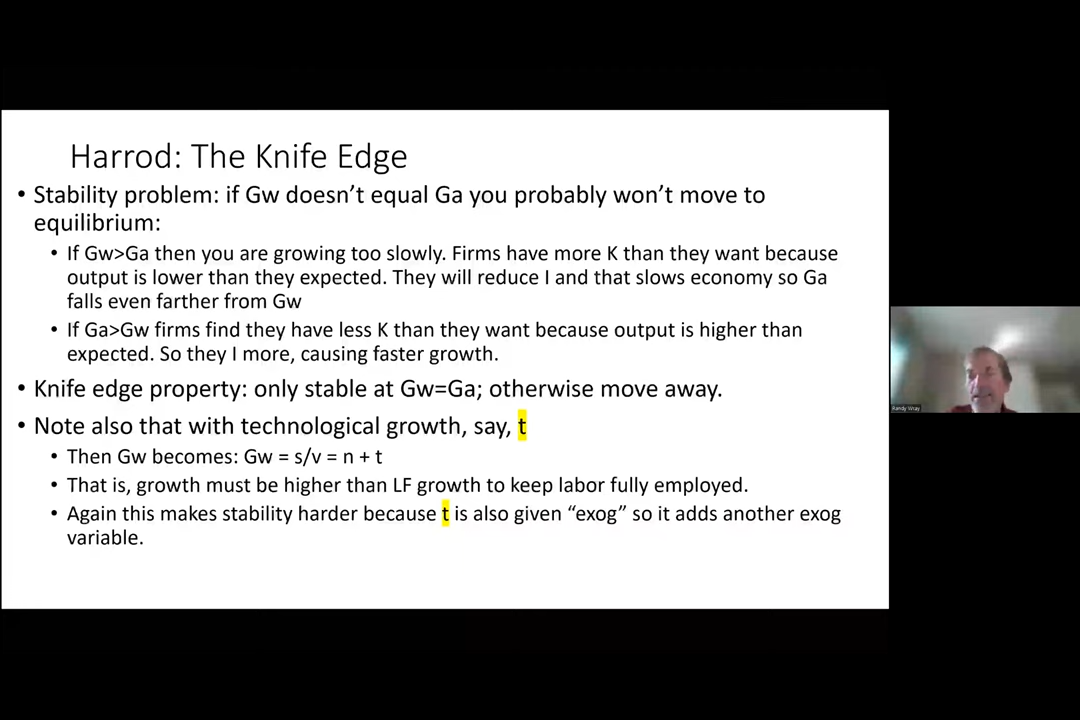 Harrod: The Knife Edge
• Stability problem: if Gw doesn’t equal Ga you probably won’t move to
equilibrium:
• If Gw>Ga then you are growing too slowly. Firms have more K than they want because
output is lower than they expected. They will reduce I and that slows economy so Ga
falls even farther from Gw
• If Ga>Gw firms find they have less K than they want because output is higher than
expected. So they I more, causing faster growth.
• Knife edge property: only stable at Gw=Ga; otherwise move away.
• Note also that with technological growth, say, t
• Then Gw becomes: Gw = s/v = n + t
• That is, growth must be higher than LF growth to keep labor fully employed.
• Again this makes stability harder because t is also given “exog” so it adds another exog
variable.
Randy Wray